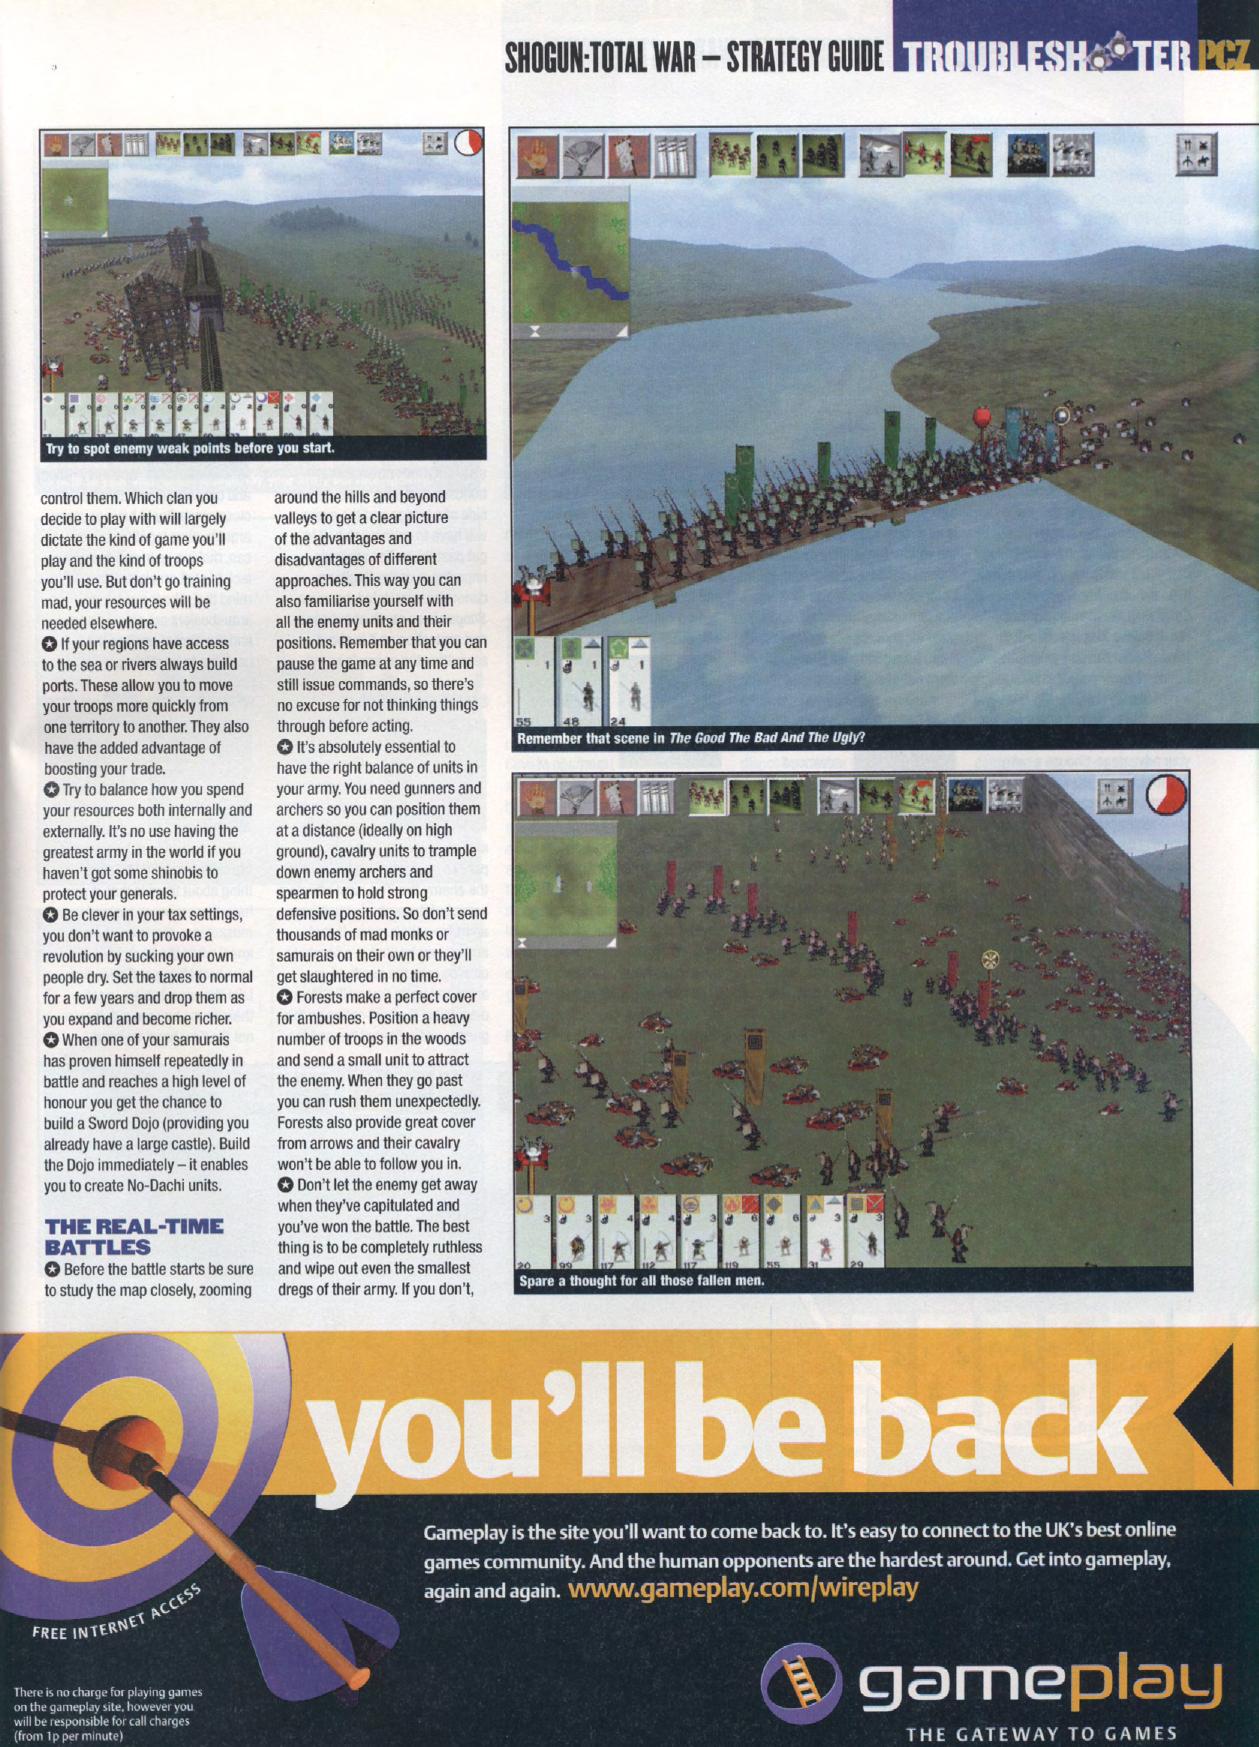 SHOGUN:TOTAL WAR – STRATEGY GUIDE
TROUBLESHOOTER PCZ
Try to spot enemy weak points before you start.
control them. Which clan you
decide to play with will largely
dictate the kind of game you'll
play and the kind of troops
you'll use. But don't go training
mad, your resources will be
needed elsewhere.
✪ If your regions have access
to the sea or rivers always build
ports. These allow you to move
your troops more quickly from
one territory to another. They also
have the added advantage of
boosting your trade.
✪ Try to balance how you spend
your resources both internally and
externally. It's no use having the
greatest army in the world if you
haven't got some shinobis to
protect your generals.
✪ Be clever in your tax settings,
you don't want to provoke a
revolution by sucking your own
people dry. Set the taxes to normal
for a few years and drop them as
you expand and become richer.
✪ When one of your samurais
has proven himself repeatedly in
battle and reaches a high level of
honour you get the chance to
build a Sword Dojo (providing you
already have a large castle). Build
the Dojo immediately – it enables
you to create No-Dachi units.
THE REAL-TIME
BATTLES
✪ Before the battle starts be sure
to study the map closely, zooming
around the hills and beyond
valleys to get a clear picture
of the advantages and
disadvantages of different
approaches. This way you can
also familiarise yourself with
all the enemy units and their
positions. Remember that you can
pause the game at any time and
still issue commands, so there's
no excuse for not thinking things
through before acting.
✪ It's absolutely essential to
have the right balance of units in
your army. You need gunners and
archers so you can position them
at a distance (ideally on high
ground), cavalry units to trample
down enemy archers and
spearmen to hold strong
defensive positions. So don't send
thousands of mad monks or
samurais on their own or they'll
get slaughtered in no time.
✪ Forests make a perfect cover
for ambushes. Position a heavy
number of troops in the woods
and send a small unit to attract
the enemy. When they go past
you can rush them unexpectedly.
Forests also provide great cover
from arrows and their cavalry
won't be able to follow you in.
✪ Don't let the enemy get away
when they've capitulated and
you've won the battle. The best
thing is to be completely ruthless
and wipe out even the smallest
dregs of their army. If you don't,
1 1 1
55 48 24
Remember that scene in The Good The Bad And The Ugly?
3 3 4 4 3 6 6 3 3
20 99 117 112 117 119 55 31 29
Spare a thought for all those fallen men.
you'll be back
Gameplay is the site you'll want to come back to. It's easy to connect to the UK's best online
games community. And the human opponents are the hardest around. Get into gameplay,
again and again. www.gameplay.com/wireplay
FREE INTERNET ACCESS
There is no charge for playing games
on the gameplay site, however you
will be responsible for call charges
(from 1p per minute)
gameplay
THE GATEWAY TO GAMES